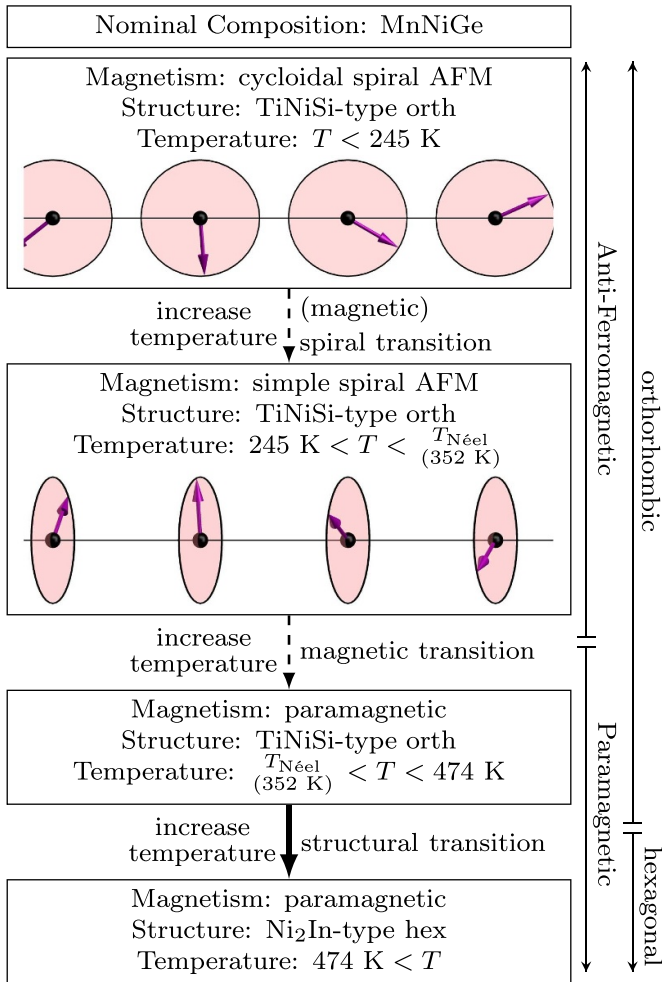 Nominal Composition: MnNiGe
Magnetism: cycloidal spiral AFM
Structure: TiNiSi-type orth
Temperature: T < 245 K
increase
temperature
(magnetic)
spiral transition
Magnetism: simple spiral AFM
Structure: TiNiSi-type orth
Temperature: 245 K < T < T_Néel
(352 K)
increase
temperature
magnetic transition
Magnetism: paramagnetic
Structure: TiNiSi-type orth
Temperature: T_Néel (352 K) < T < 474 K
increase
temperature
structural transition
Magnetism: paramagnetic
Structure: Ni₂In-type hex
Temperature: 474 K < T
Anti-Ferromagnetic
Paramagnetic
orthorhombic
hexagonal